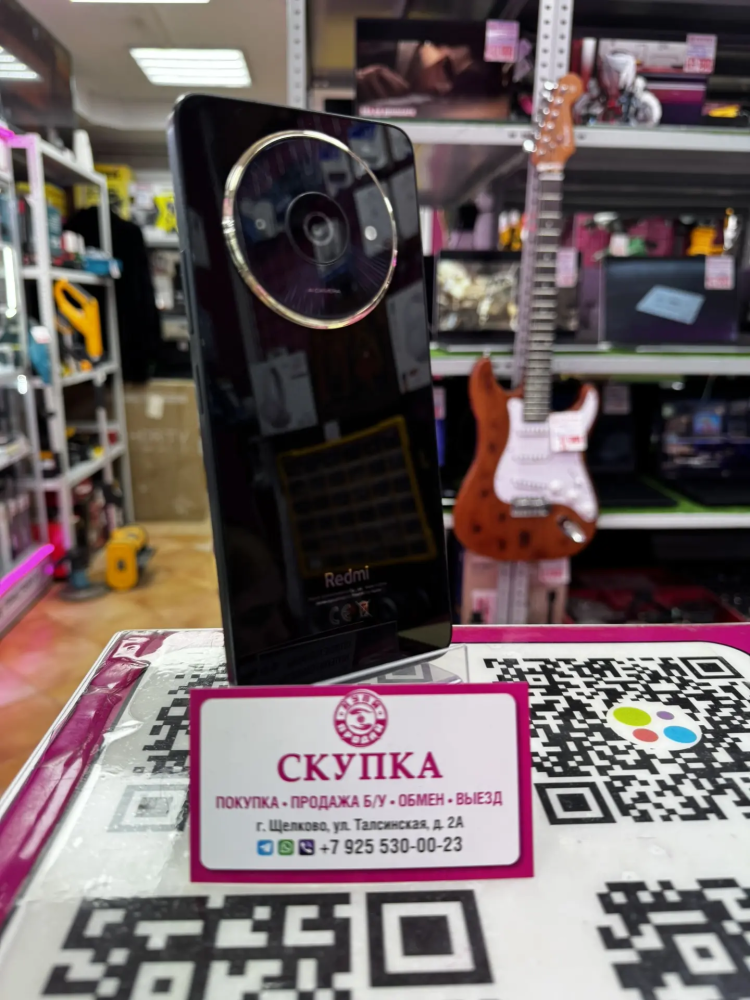 Redmi
СКУПКА
ПОКУПКА • ПРОДАЖА Б/У • ОБМЕН • ВЫЕЗД
г. Щелково, ул. Талсинская, д. 2А
+7 925 530-00-23